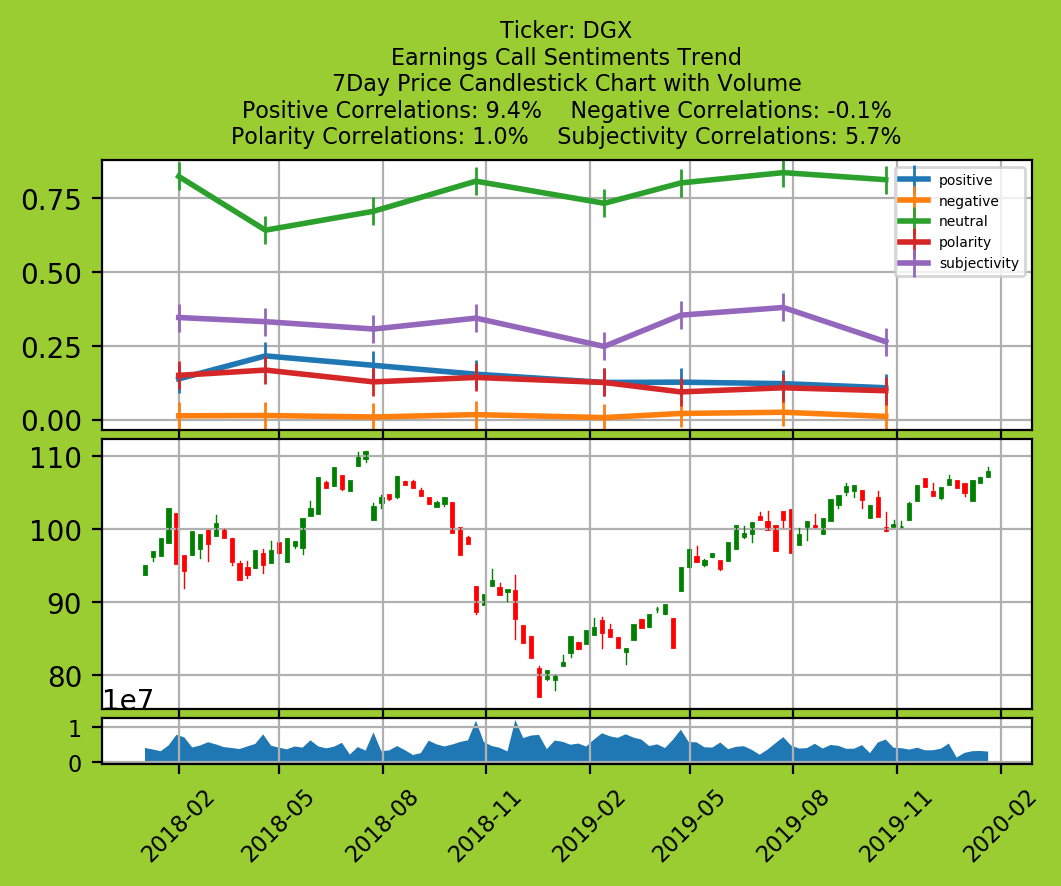 Ticker: DGX
Earnings Call Sentiments Trend
7Day Price Candlestick Chart with Volume
Positive Correlations: 9.4%    Negative Correlations: -0.1%
Polarity Correlations: 1.0%    Subjectivity Correlations: 5.7%
0.75
0.50
0.25
0.00
positive
negative
neutral
polarity
subjectivity
110
100
90
80
1e7
1
0
2018-02
2018-05
2018-08
2018-11
2019-02
2019-05
2019-08
2019-11
2020-02